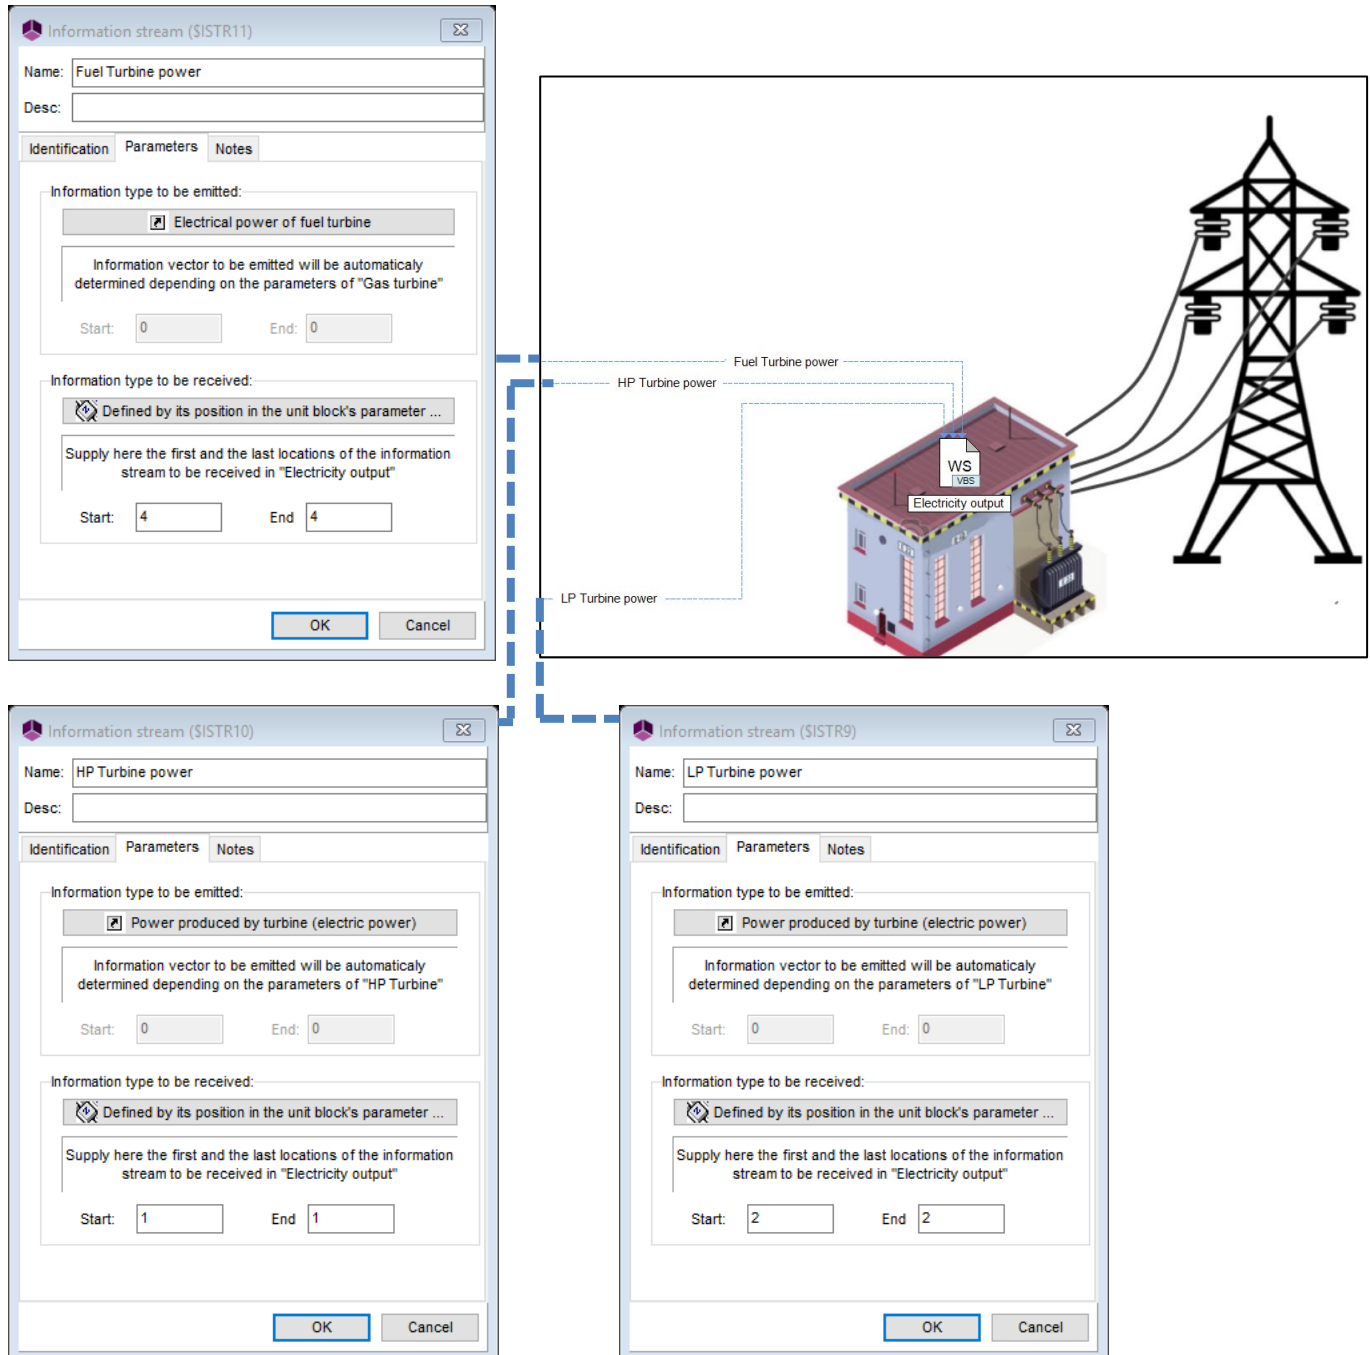 Information stream ($ISTR11)
Name: Fuel Turbine power
Desc:
Identification Parameters Notes
Information type to be emitted:
Electrical power of fuel turbine
Information vector to be emitted will be automaticaly
determined depending on the parameters of "Gas turbine"
Start: 0 End: 0
Information type to be received:
Defined by its position in the unit block's parameter ...
Supply here the first and the last locations of the information
stream to be received in "Electricity output"
Start: 4 End 4
OK Cancel
Fuel Turbine power
HP Turbine power
WS
VBS
Electricity output
LP Turbine power
Information stream ($ISTR10)
Name: HP Turbine power
Desc:
Identification Parameters Notes
Information type to be emitted:
Power produced by turbine (electric power)
Information vector to be emitted will be automaticaly
determined depending on the parameters of "HP Turbine"
Start: 0 End: 0
Information type to be received:
Defined by its position in the unit block's parameter ...
Supply here the first and the last locations of the information
stream to be received in "Electricity output"
Start: 1 End 1
OK Cancel
Information stream ($ISTR9)
Name: LP Turbine power
Desc:
Identification Parameters Notes
Information type to be emitted:
Power produced by turbine (electric power)
Information vector to be emitted will be automaticaly
determined depending on the parameters of "LP Turbine"
Start: 0 End: 0
Information type to be received:
Defined by its position in the unit block's parameter ...
Supply here the first and the last locations of the information
stream to be received in "Electricity output"
Start: 2 End 2
OK Cancel